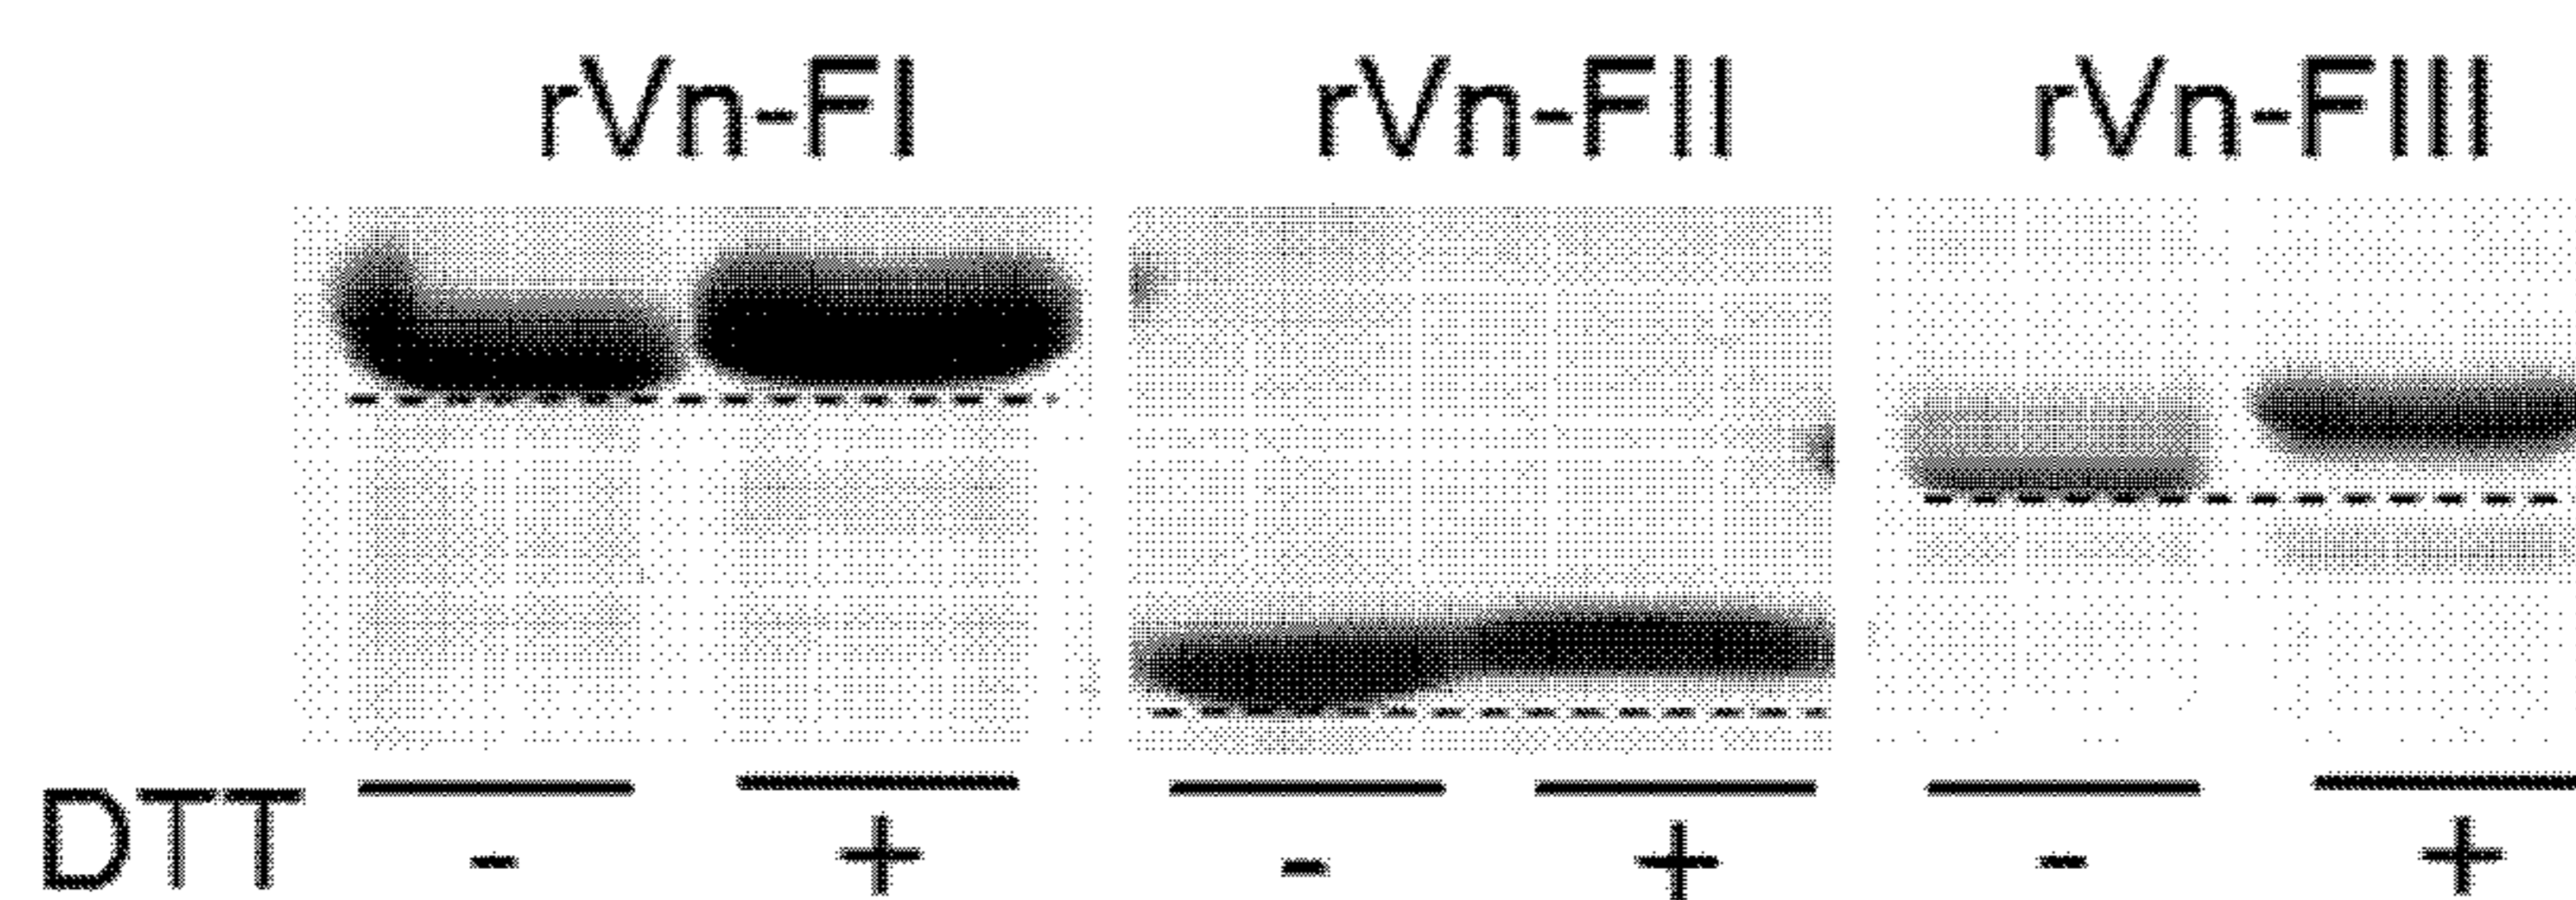 rVn-FI rVn-FII rVn-FIII
DTT - + - + - +